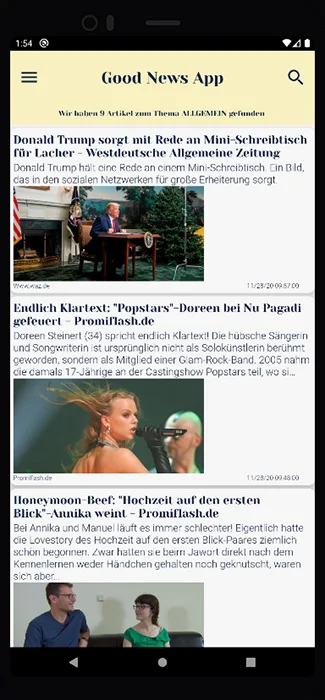 1:54
Good News App
Wir haben 9 Artikel zum Thema ALLGEMEIN gefunden
Donald Trump sorgt mit Rede an Mini-Schreibtisch
für Lacher - Westdeutsche Allgemeine Zeitung
Donald Trump hält eine Rede an einem Mini-Schreibtisch. Ein Bild,
das in den sozialen Netzwerken für große Erheiterung sorgt.
Www.waz.de 11/28/20 09:57:00
Endlich Klartext: "Popstars"-Doreen bei Nu Pagadi
gefeuert - Promiflash.de
Doreen Steinert (34) spricht endlich Klartext! Die hübsche Sängerin
und Songwriterin ist ursprünglich nicht als Solokünstlerin berühmt
geworden, sondern als Mitglied einer Glam-Rock-Band. 2005 nahm
die damals 17-Jährige an der Castingshow Popstars teil, wo si...
Promiflash.de 11/28/20 09:48:00
Honeymoon-Beef: "Hochzeit auf den ersten
Blick"-Annika weint - Promiflash.de
Bei Annika und Manuel läuft es immer schlechter! Eigentlich hatte
die Lovestory des Hochzeit auf den ersten Blick-Paares ziemlich
schön begonnen. Zwar hatten sie beim Jawort direkt nach dem
Kennenlernen weder Händchen gehalten noch geknutscht, waren
sich aber...